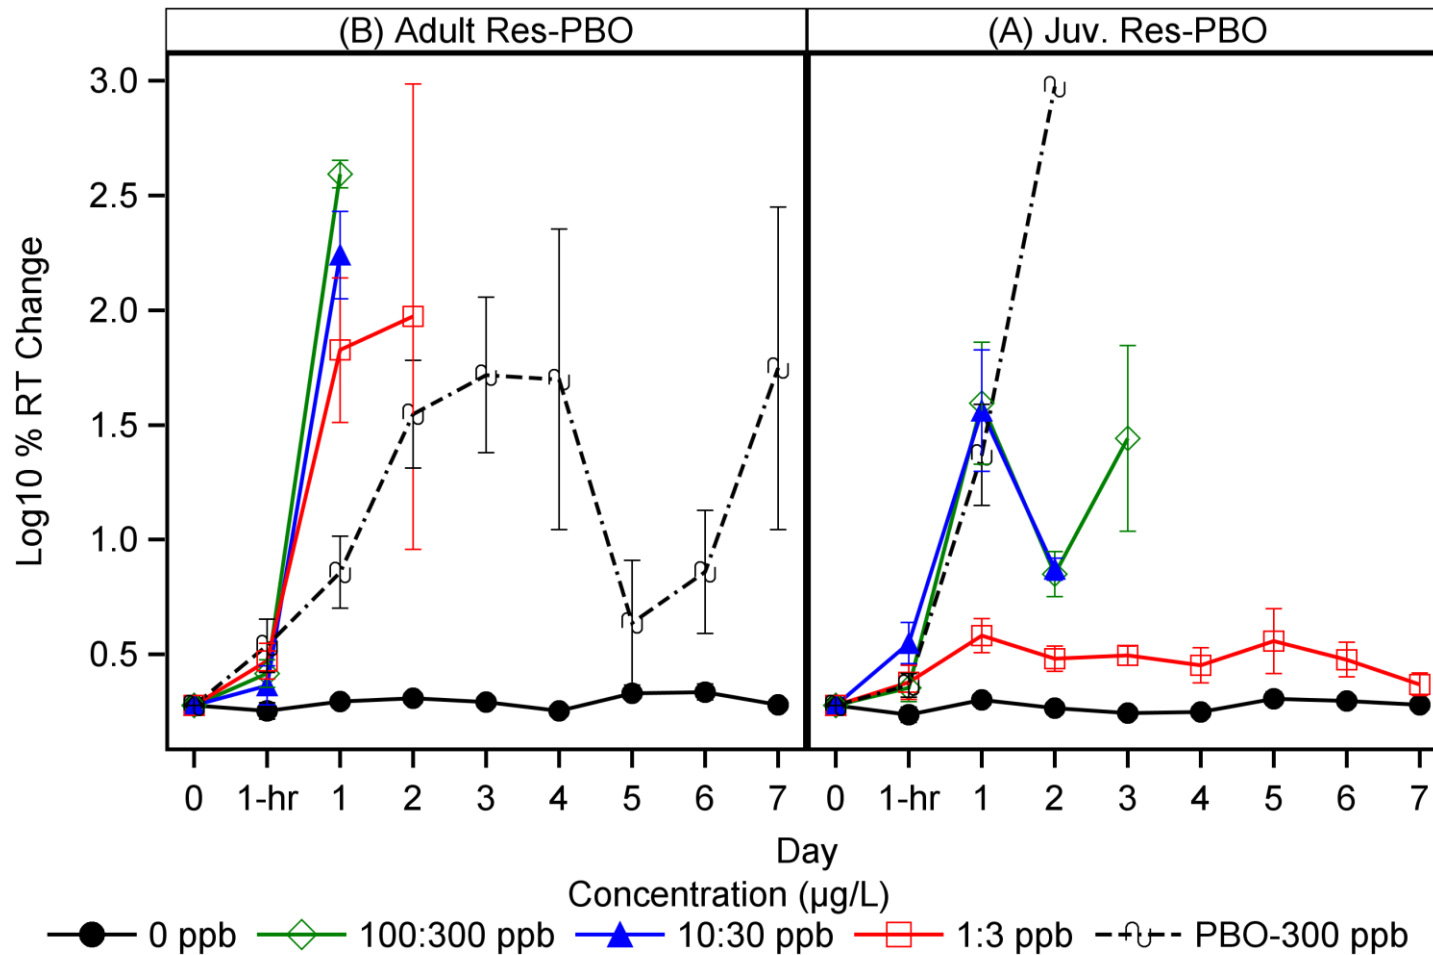 (B) Adult Res-PBO
(A) Juv. Res-PBO
Log10 % RT Change
3.0
2.5
2.0
1.5
1.0
0.5
0 1-hr 1 2 3 4 5 6 7
0 1-hr 1 2 3 4 5 6 7
Day
Concentration (µg/L)
0 ppb 100:300 ppb 10:30 ppb 1:3 ppb PBO-300 ppb